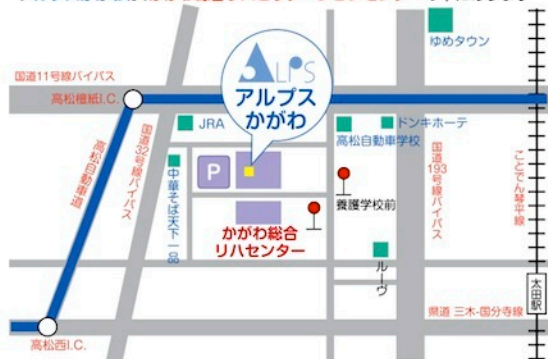 ゆめタウン
国道11号線バイパス
高松檀紙I.C.
ALPS
アルプス
かがわ
JRA
高松自動車学校
ドンキホーテ
高松自動車道
国道32号線バイパス
中華そば天下一品
P
養護学校前
国道193号線バイパス
ことでん琴平線
かがわ総合
リハセンター
ルーヴ
太田駅
県道 三木-国分寺線
高松西I.C.